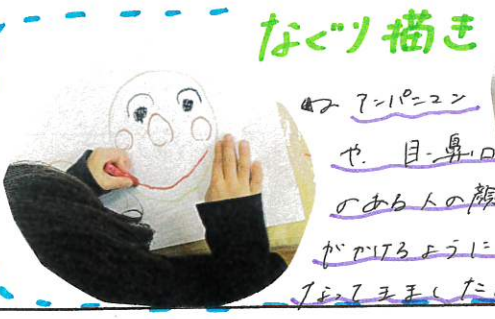 なぐり描き
アンパンマン
や、目・鼻・口
のある人の顔
がかけるように
なってきました。